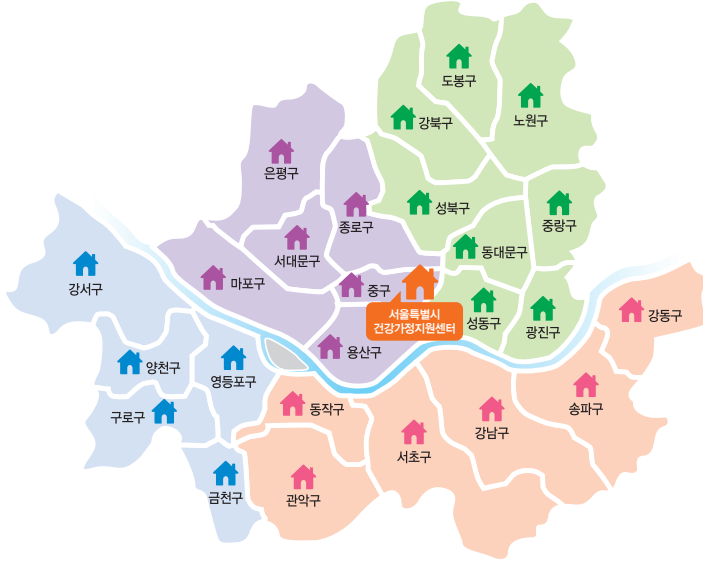 도봉구
노원구
강북구
은평구
성북구
종로구
중랑구
서대문구
동대문구
마포구
중구
강서구
서울특별시
건강가정지원센터
성동구
광진구
강동구
용산구
양천구
영등포구
구로구
동작구
송파구
강남구
서초구
금천구
관악구